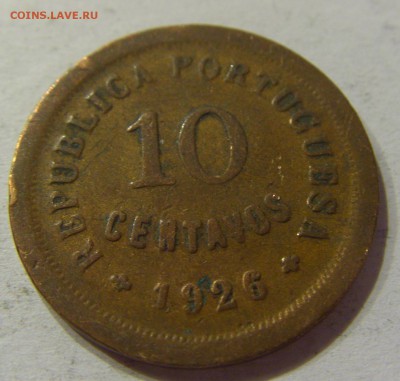 COINS.LAVE.RU
REPUBLICA PORTUGUESA
10
CENTAVOS
* 1926 *